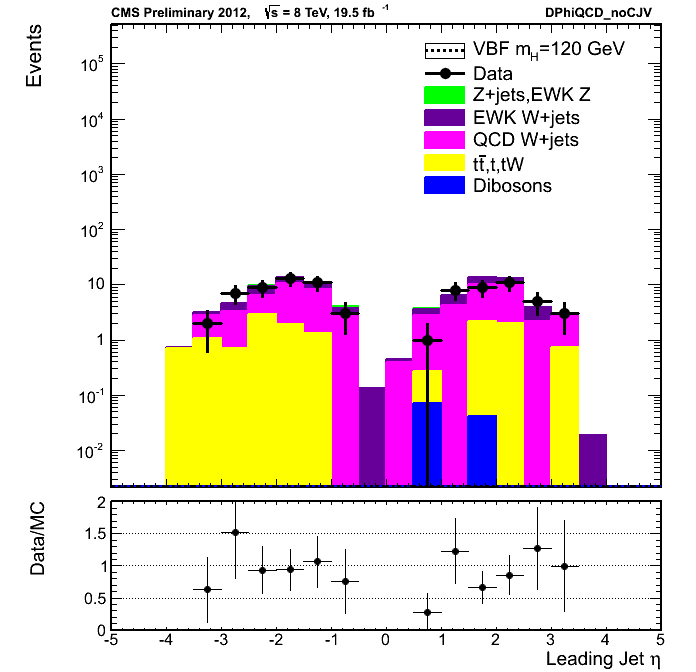 CMS Preliminary 2012, √s = 8 TeV, 19.5 fb⁻¹ DPhiQCD_noCJV
Events
VBF m_H=120 GeV
Data
Z+jets,EWK Z
EWK W+jets
QCD W+jets
tt̄,t,tW
Dibosons
10⁵
10⁴
10³
10²
10
1
10⁻¹
10⁻²
Data/MC
2
1.5
1
0.5
0
-5 -4 -3 -2 -1 0 1 2 3 4 5
Leading Jet η